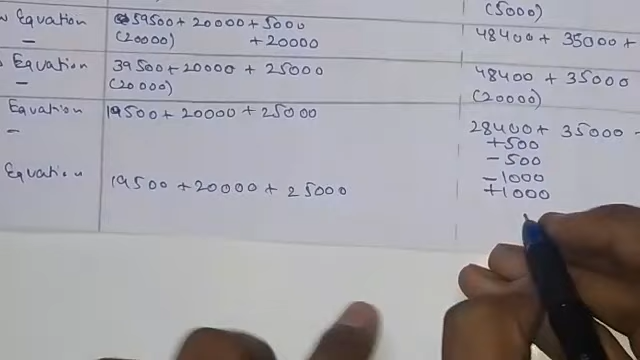 (5000)
Equation 59500 + 20000 + 5000 48400 + 35000 +
- (20000) + 20000
Equation 39500 + 20000 + 25000 48400 + 35000
- (20000) (20000)
Equation 19500 + 20000 + 25000 28400 + 35000
- +500
-500
-1000
Equation 19500 + 20000 + 25000 +1000